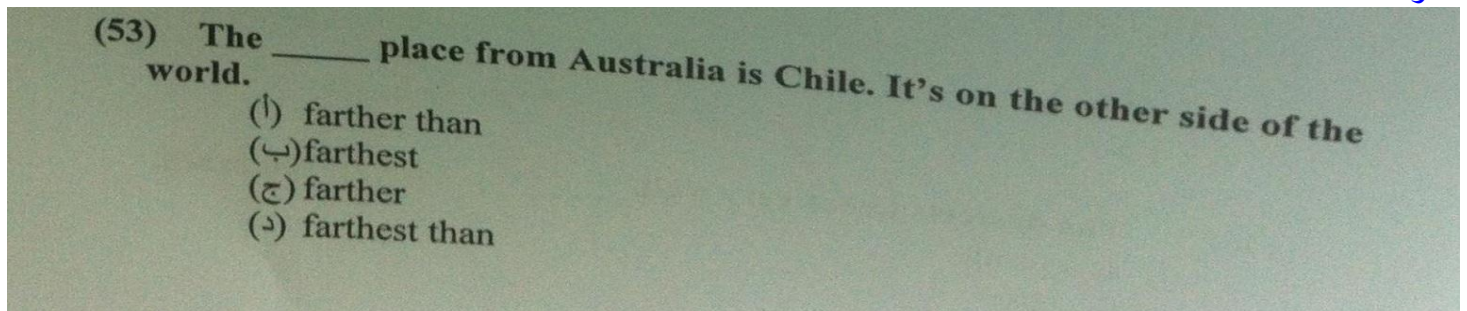 (53) The _____ place from Australia is Chile. It's on the other side of the
world.
(أ) farther than
(ب) farthest
(ج) farther
(د) farthest than